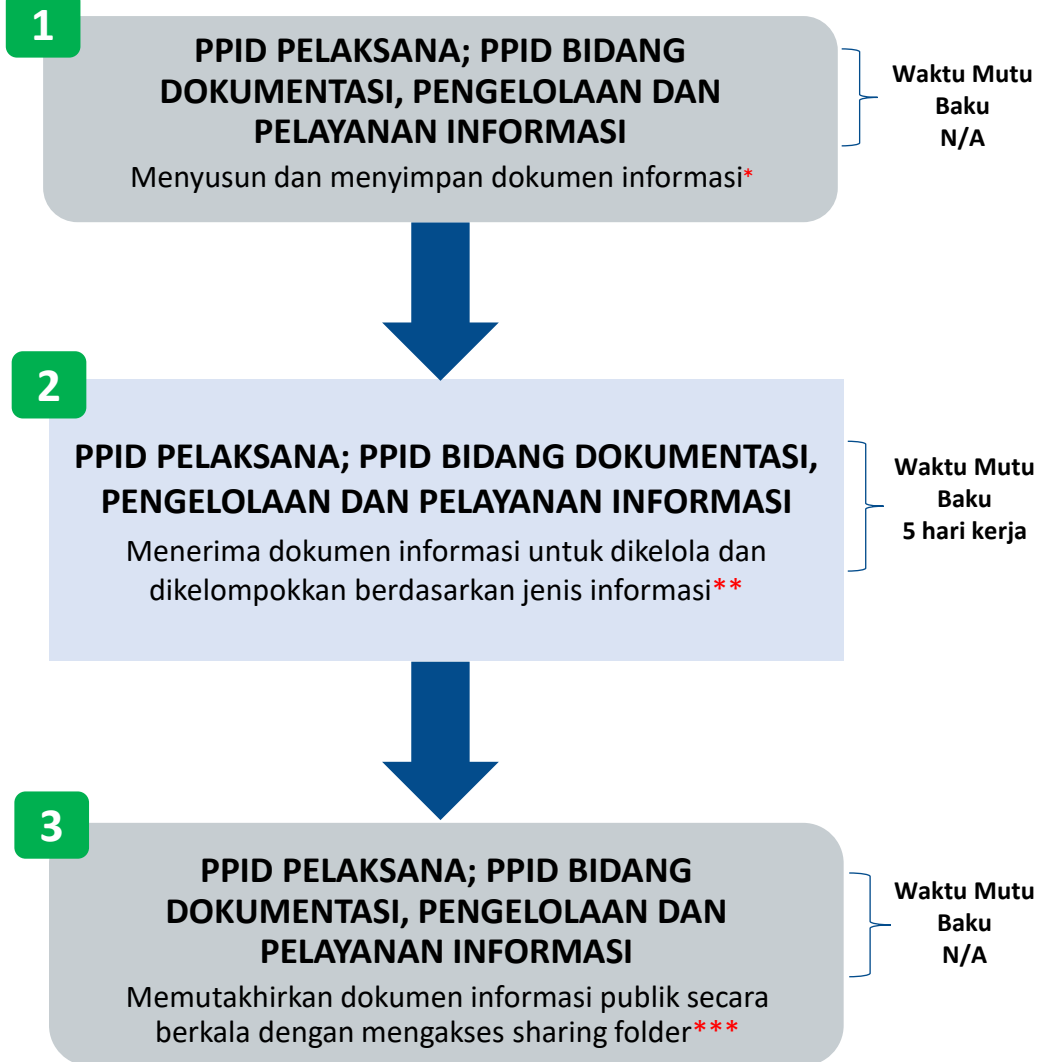 1
PPID PELAKSANA; PPID BIDANG
DOKUMENTASI, PENGELOLAAN DAN
PELAYANAN INFORMASI
Menyusun dan menyimpan dokumen informasi*
Waktu Mutu
Baku
N/A
2
PPID PELAKSANA; PPID BIDANG DOKUMENTASI,
PENGELOLAAN DAN PELAYANAN INFORMASI
Menerima dokumen informasi untuk dikelola dan
dikelompokkan berdasarkan jenis informasi**
Waktu Mutu
Baku
5 hari kerja
3
PPID PELAKSANA; PPID BIDANG
DOKUMENTASI, PENGELOLAAN DAN
PELAYANAN INFORMASI
Memutakhirkan dokumen informasi publik secara
berkala dengan mengakses sharing folder***
Waktu Mutu
Baku
N/A